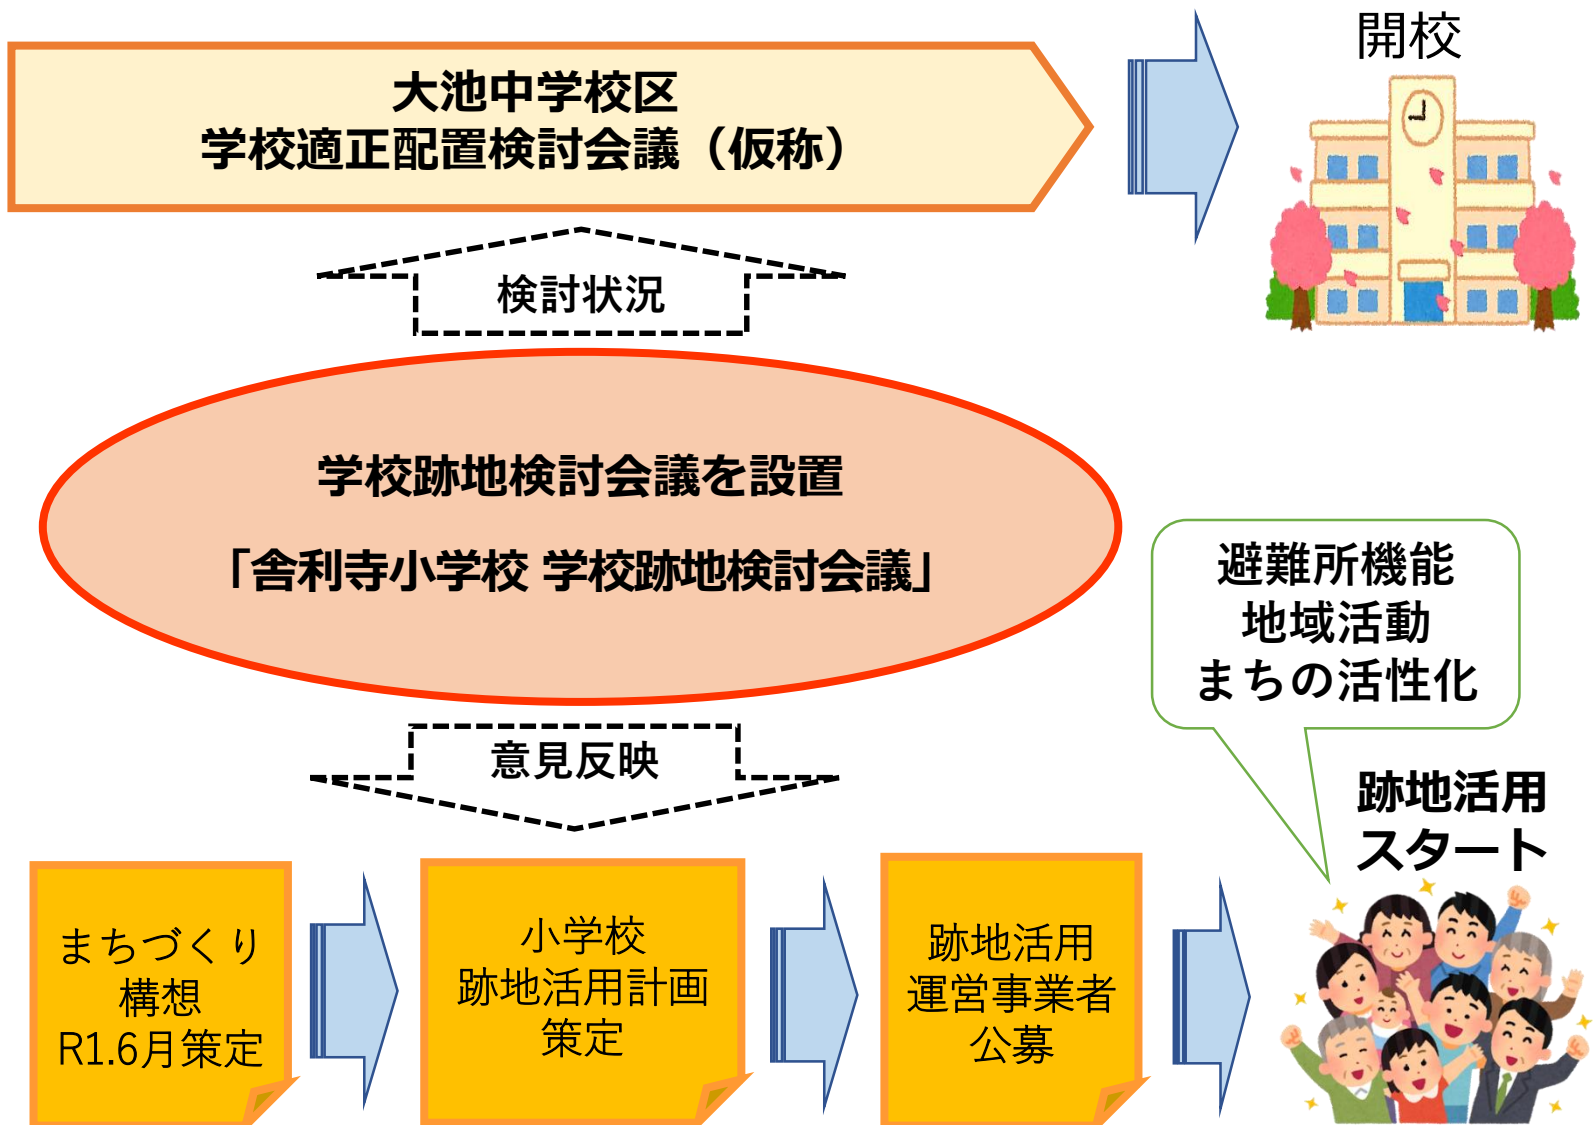 大池中学校区
学校適正配置検討会議（仮称）
開校
検討状況
学校跡地検討会議を設置
「舎利寺小学校 学校跡地検討会議」
避難所機能
地域活動
まちの活性化
意見反映
跡地活用
スタート
まちづくり
構想
R1.6月策定
小学校
跡地活用計画
策定
跡地活用
運営事業者
公募